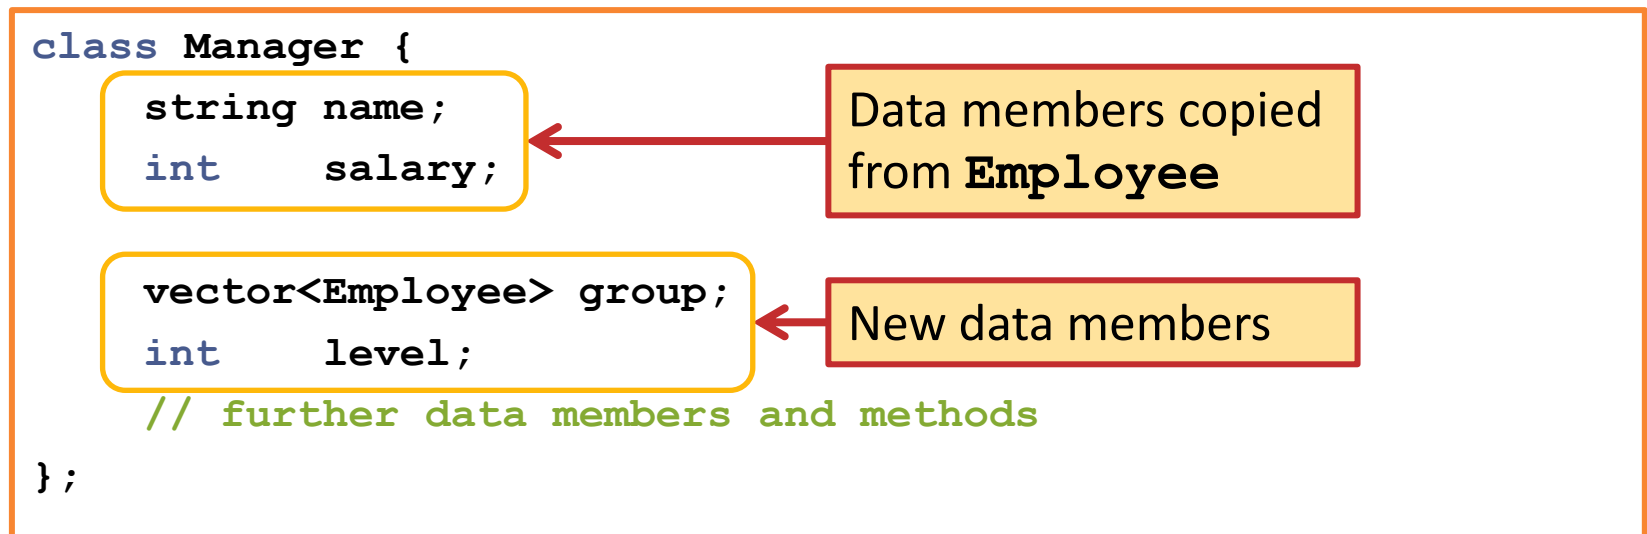 class Manager {
string name;
int salary;
Data members copied
from Employee
vector<Employee> group;
int level;
New data members
// further data members and methods
};